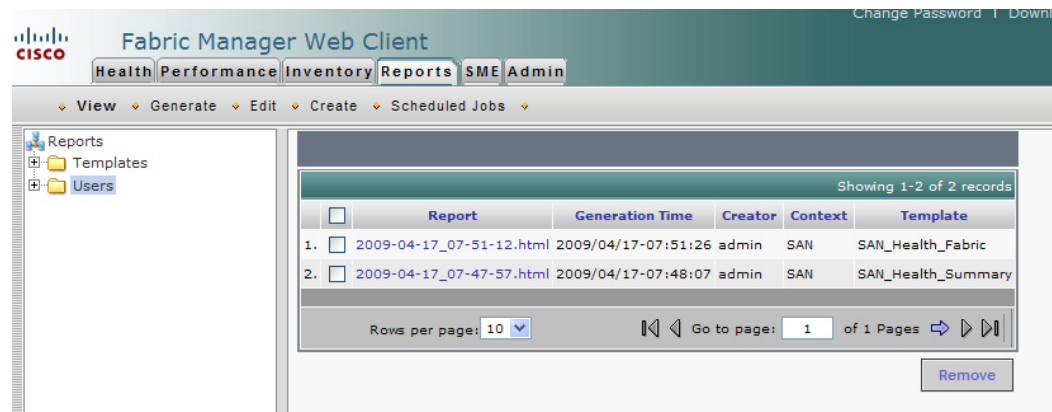 Change Password | Downl
CISCO
Fabric Manager Web Client
Health Performance Inventory Reports SME Admin
View Generate Edit Create Scheduled Jobs
Reports
Templates
Users
Showing 1-2 of 2 records
Report Generation Time Creator Context Template
1. 2009-04-17_07-51-12.html 2009/04/17-07:51:26 admin SAN SAN_Health_Fabric
2. 2009-04-17_07-47-57.html 2009/04/17-07:48:07 admin SAN SAN_Health_Summary
Rows per page: 10 Go to page: 1 of 1 Pages
Remove